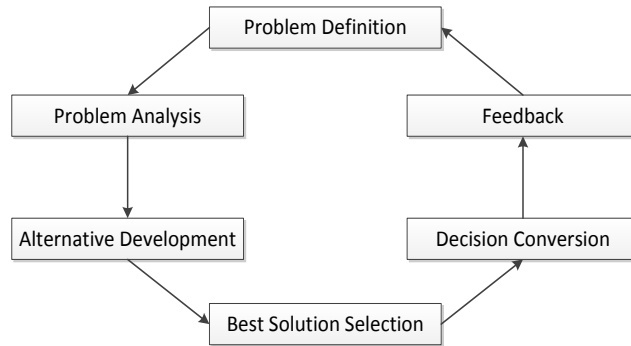 Problem Definition
Problem Analysis
Feedback
Alternative Development
Decision Conversion
Best Solution Selection